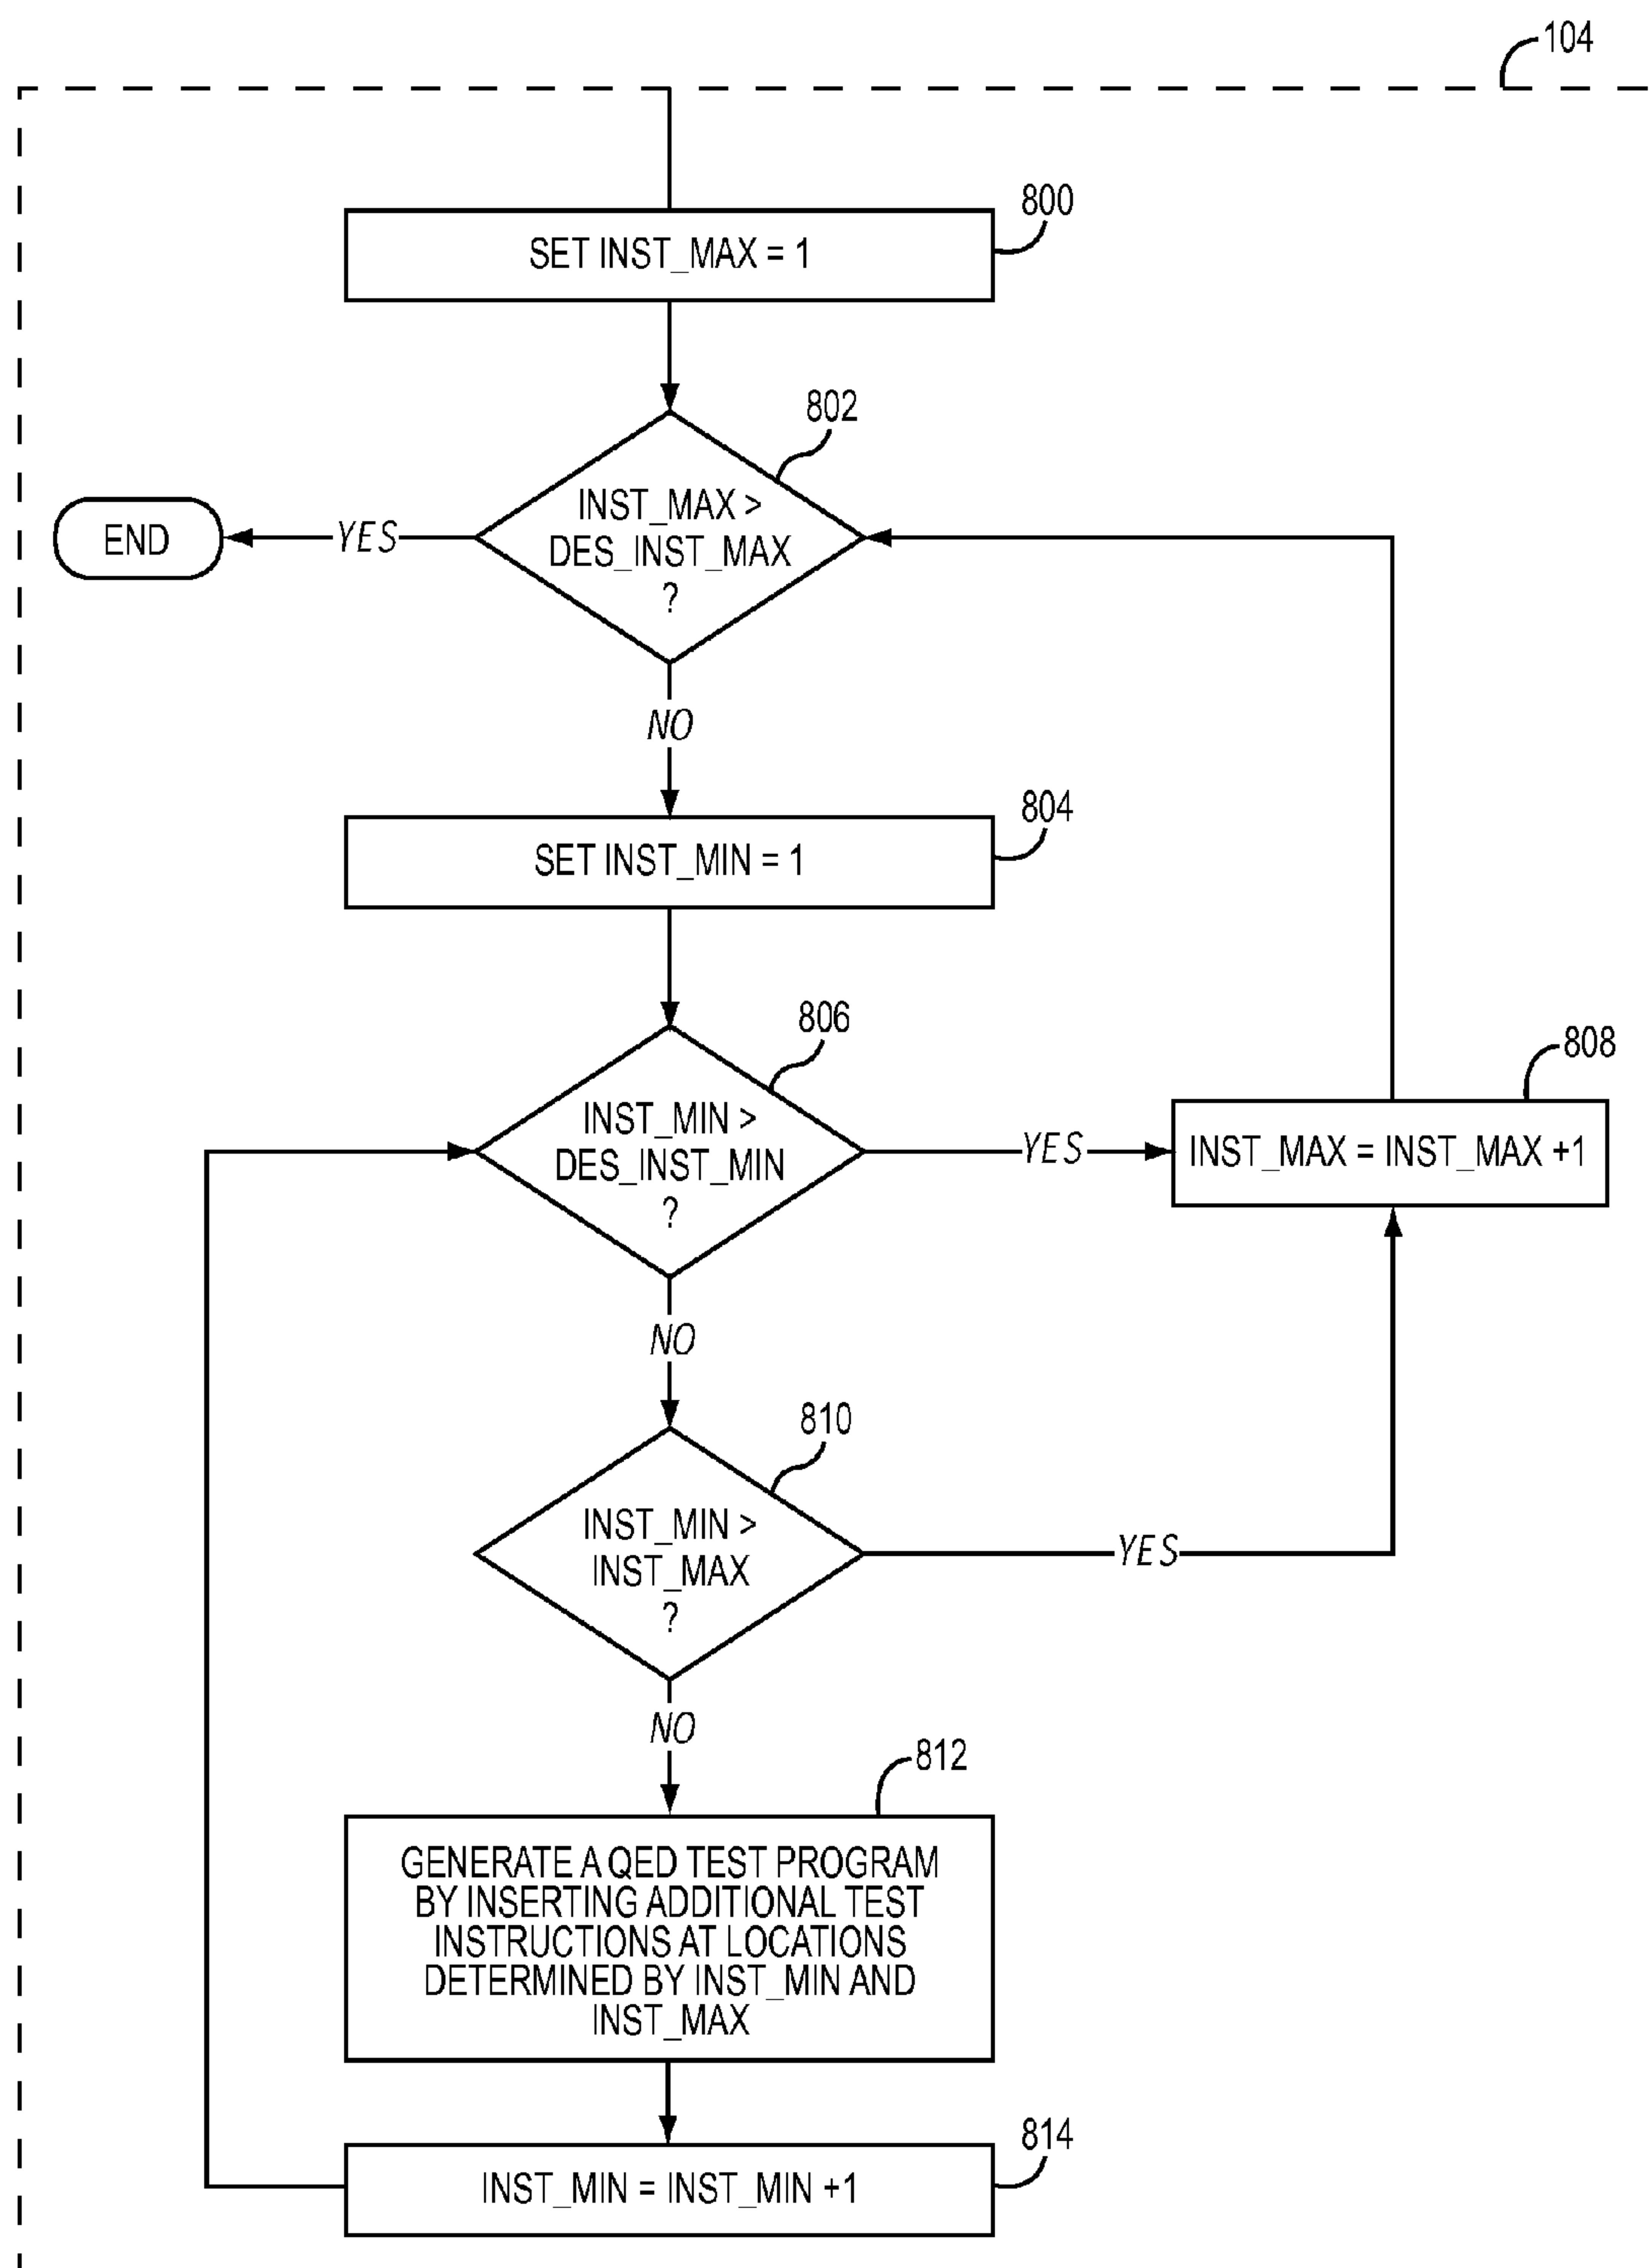 104
800
SET INST_MAX = 1
802
INST_MAX >
DES_INST_MAX
?
END
YES
NO
804
SET INST_MIN = 1
806
INST_MIN >
DES_INST_MIN
?
YES
808
INST_MAX = INST_MAX +1
NO
810
INST_MIN >
INST_MAX
?
YES
NO
812
GENERATE A QED TEST PROGRAM
BY INSERTING ADDITIONAL TEST
INSTRUCTIONS AT LOCATIONS
DETERMINED BY INST_MIN AND
INST_MAX
814
INST_MIN = INST_MIN +1